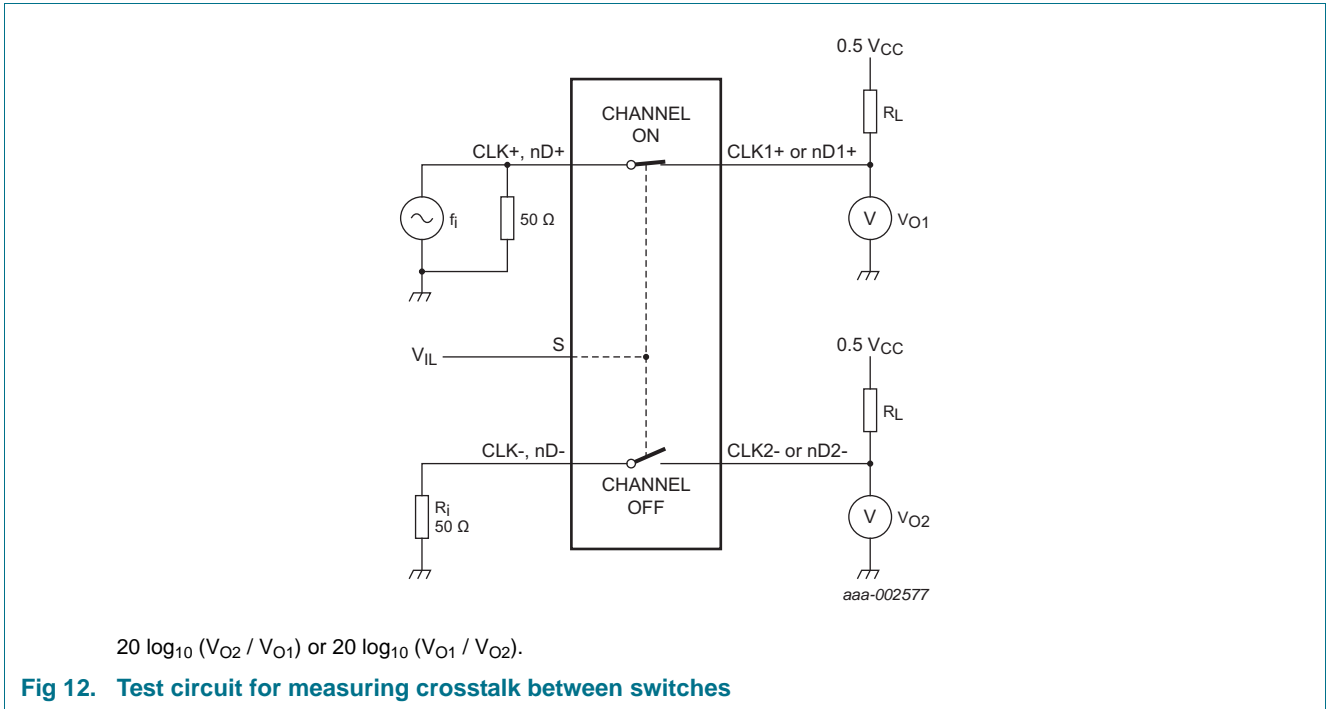 0.5 VCC
CHANNEL
ON
RL
CLK+, nD+
CLK1+ or nD1+
fi
50 Ω
V
VO1
VIL
S
0.5 VCC
RL
CLK-, nD-
CLK2- or nD2-
CHANNEL
OFF
Ri
50 Ω
V
VO2
aaa-002577
20 log10 (VO2 / VO1) or 20 log10 (VO1 / VO2).
Fig 12. Test circuit for measuring crosstalk between switches